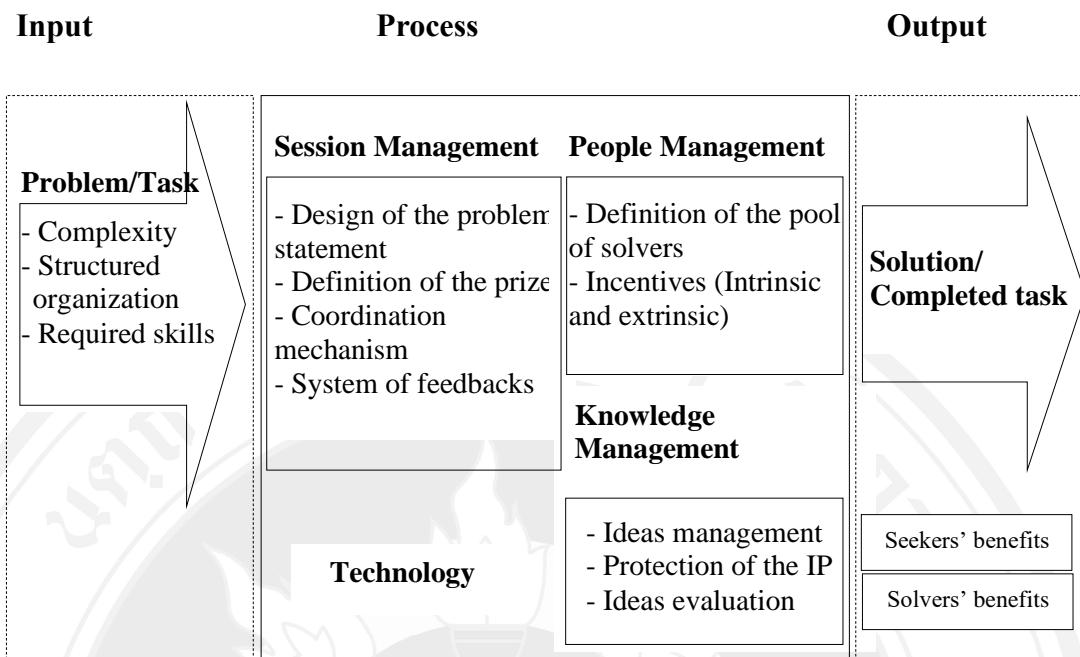 Input
Process
Output
Problem/Task
- Complexity
- Structured
organization
- Required skills
Session Management
- Design of the problem
statement
- Definition of the prize
- Coordination
mechanism
- System of feedbacks
People Management
- Definition of the pool
of solvers
- Incentives (Intrinsic
and extrinsic)
Knowledge
Management
- Ideas management
- Protection of the IP
- Ideas evaluation
Technology
Solution/
Completed task
Seekers’ benefits
Solvers’ benefits